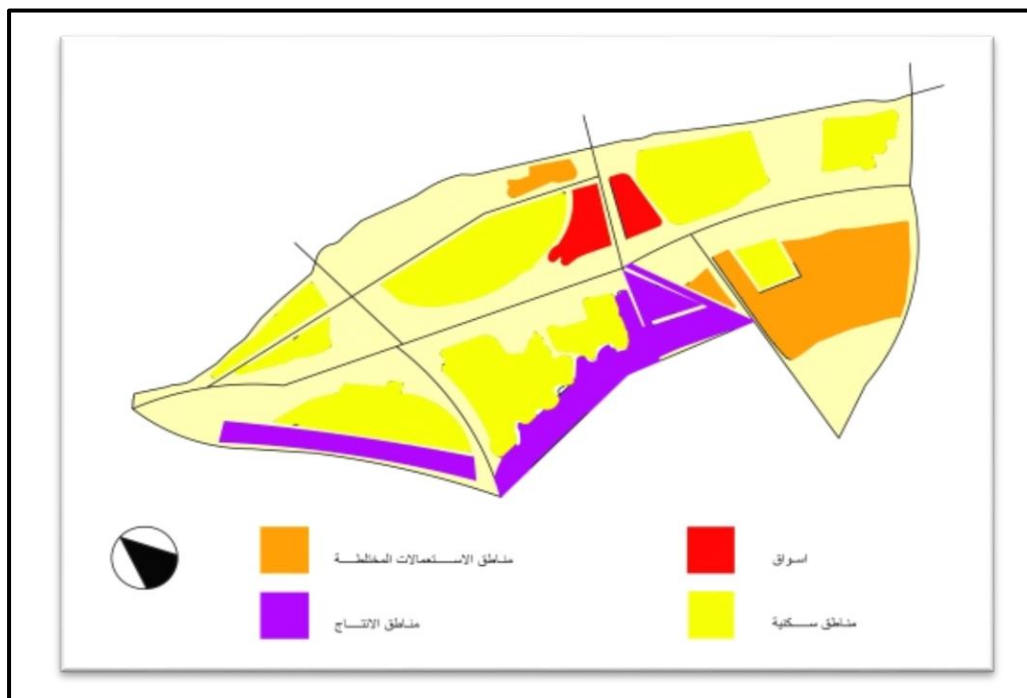 اسواق
مناطق الاستعمالات المختلطة
مناطق سكنية
مناطق الانتاج